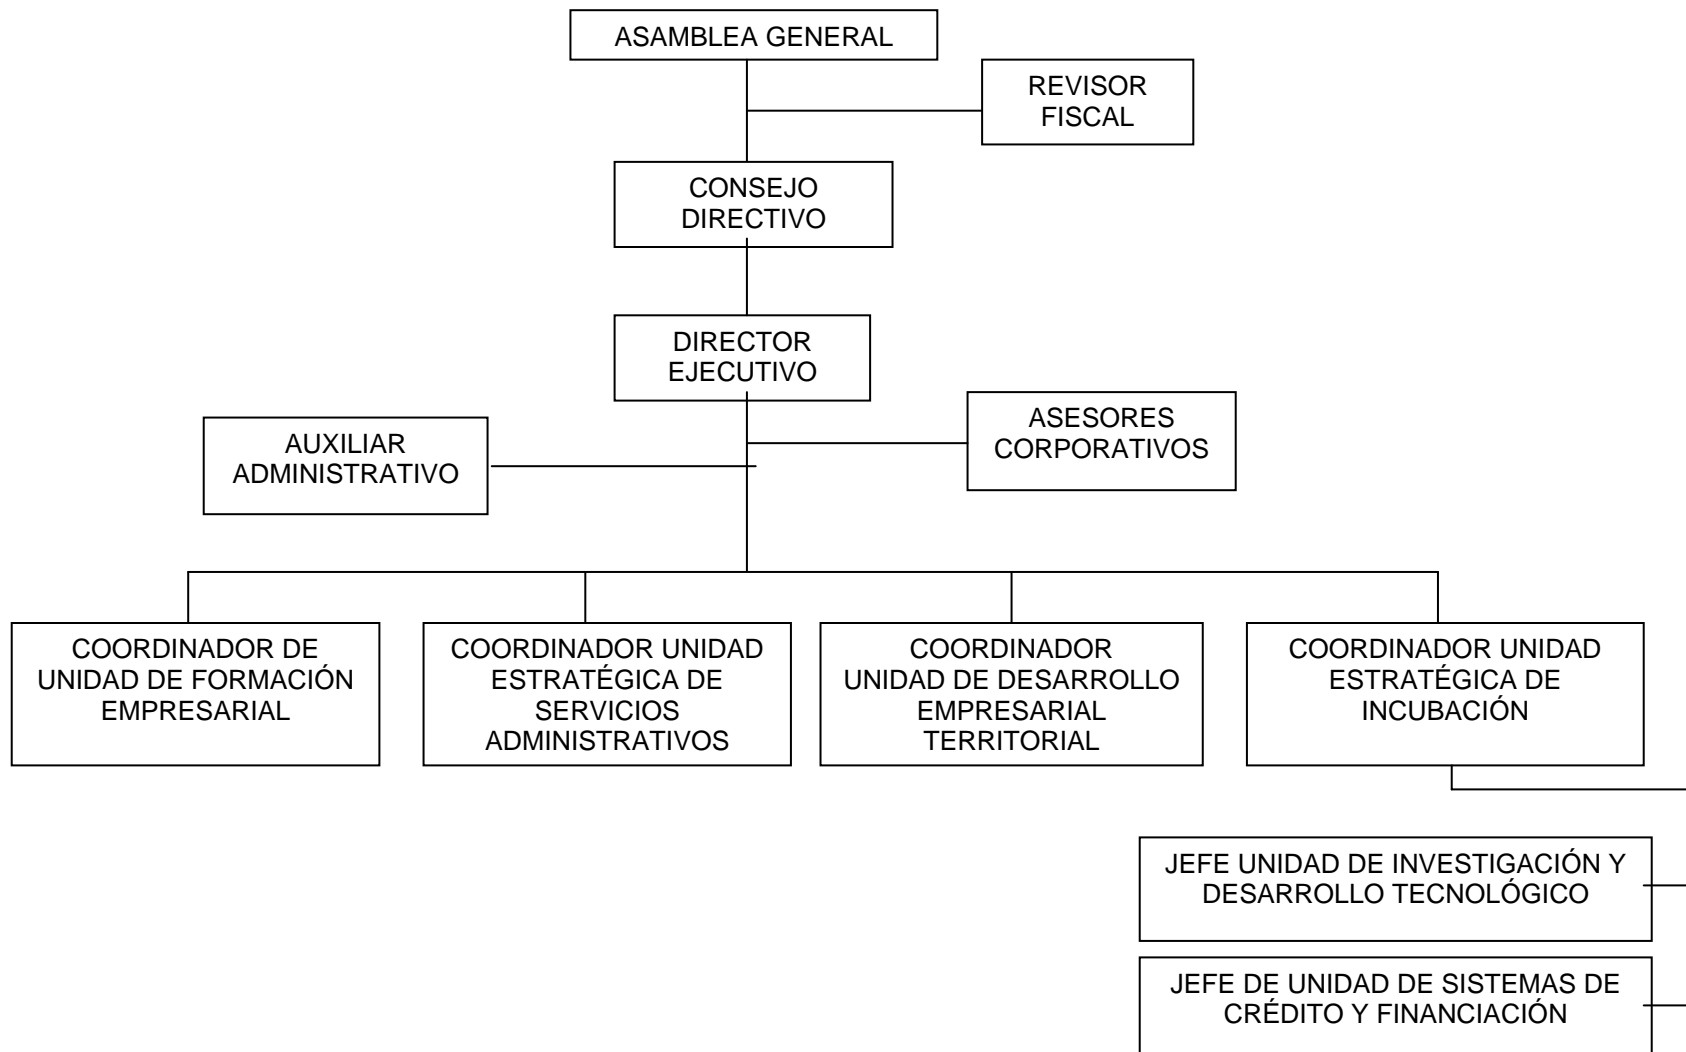 ASAMBLEA GENERAL
REVISOR
FISCAL
CONSEJO
DIRECTIVO
DIRECTOR
EJECUTIVO
ASESORES
CORPORATIVOS
AUXILIAR
ADMINISTRATIVO
COORDINADOR DE
UNIDAD DE FORMACIÓN
EMPRESARIAL
COORDINADOR UNIDAD
ESTRATÉGICA DE
SERVICIOS
ADMINISTRATIVOS
COORDINADOR
UNIDAD DE DESARROLLO
EMPRESARIAL
TERRITORIAL
COORDINADOR UNIDAD
ESTRATÉGICA DE
INCUBACIÓN
JEFE UNIDAD DE INVESTIGACIÓN Y
DESARROLLO TECNOLÓGICO
JEFE DE UNIDAD DE SISTEMAS DE
CRÉDITO Y FINANCIACIÓN